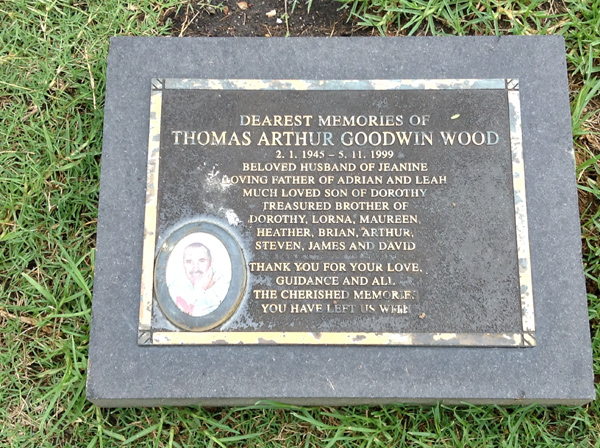 DEAREST MEMORIES OF
THOMAS ARTHUR GOODWIN WOOD
2. 1. 1945 – 5. 11. 1999
BELOVED HUSBAND OF JEANINE
LOVING FATHER OF ADRIAN AND LEAH
MUCH LOVED SON OF DOROTHY
TREASURED BROTHER OF
DOROTHY, LORNA, MAUREEN,
HEATHER, BRIAN, ARTHUR,
STEVEN, JAMES AND DAVID
THANK YOU FOR YOUR LOVE,
GUIDANCE AND ALL
THE CHERISHED MEMORIES
YOU HAVE LEFT US WITH